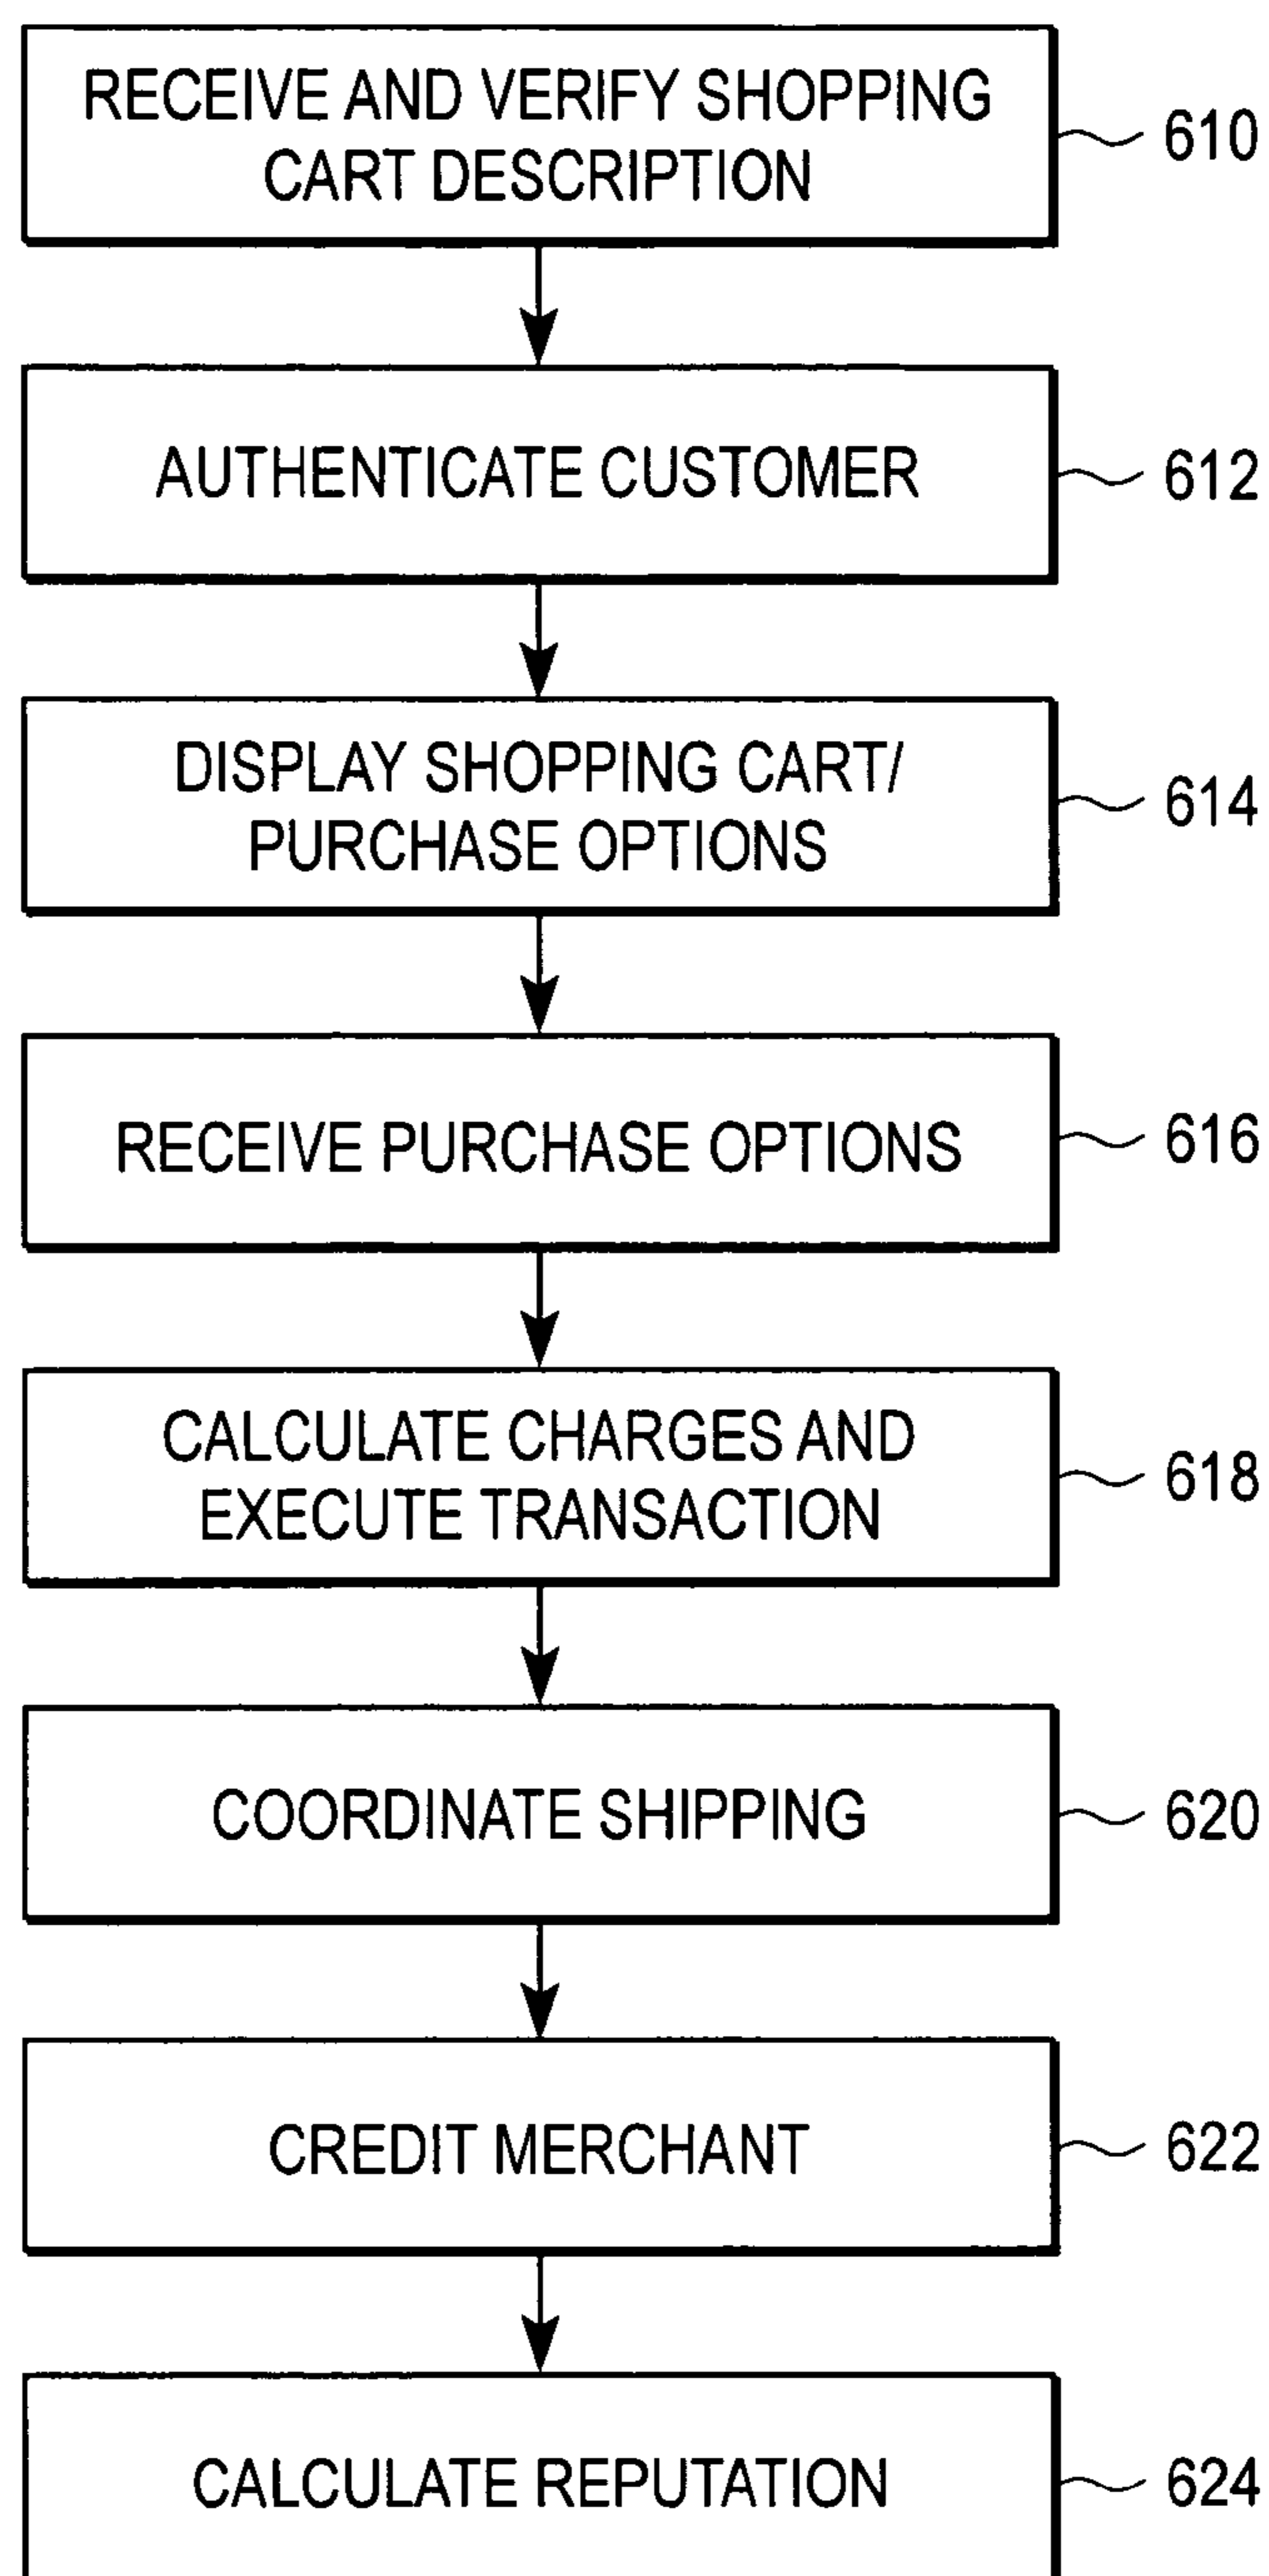 RECEIVE AND VERIFY SHOPPING
CART DESCRIPTION
610
AUTHENTICATE CUSTOMER
612
DISPLAY SHOPPING CART/
PURCHASE OPTIONS
614
RECEIVE PURCHASE OPTIONS
616
CALCULATE CHARGES AND
EXECUTE TRANSACTION
618
COORDINATE SHIPPING
620
CREDIT MERCHANT
622
CALCULATE REPUTATION
624